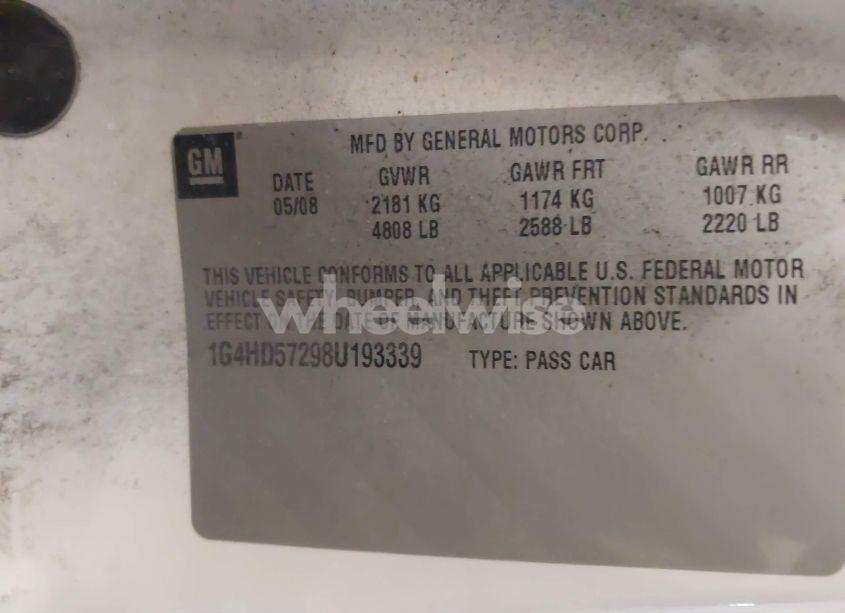 GM
MFD BY GENERAL MOTORS CORP.
DATE GVWR GAWR FRT GAWR RR
05/08 2181 KG 1174 KG 1007 KG
4808 LB 2588 LB 2220 LB
THIS VEHICLE CONFORMS TO ALL APPLICABLE U.S. FEDERAL MOTOR
VEHICLE SAFETY, BUMPER, AND THEFT PREVENTION STANDARDS IN
EFFECT ON THE DATE OF MANUFACTURE SHOWN ABOVE.
wheelwise
1G4HD57298U193339 TYPE: PASS CAR